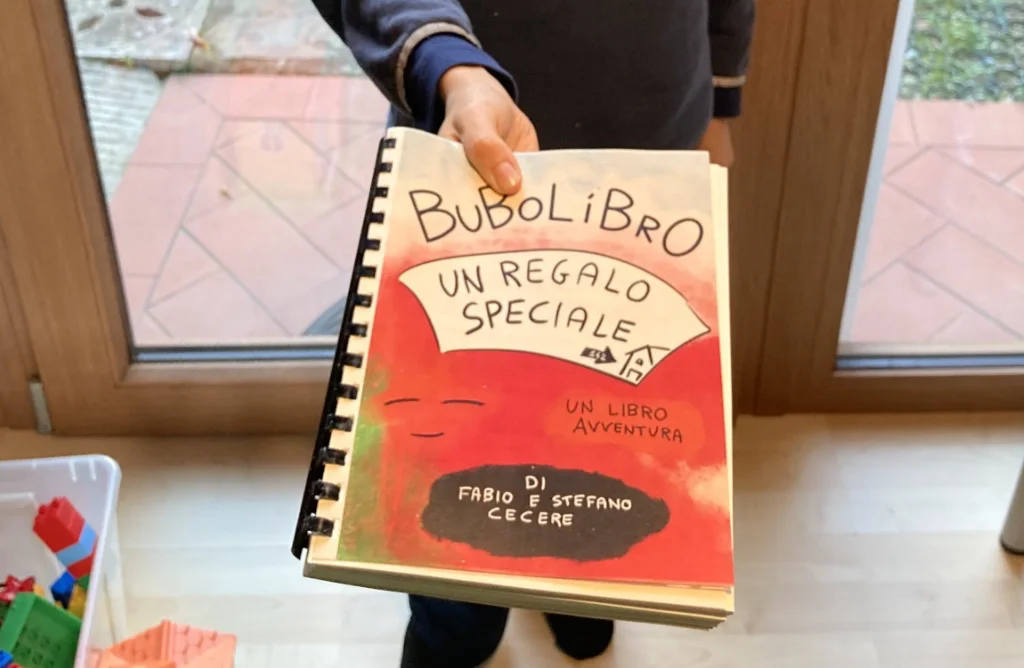 BuBoLiBRO
UN REGALO
SPECIALE
UN LIBRO
AVVENTURA
DI
FABIO E STEFANO
CECERE